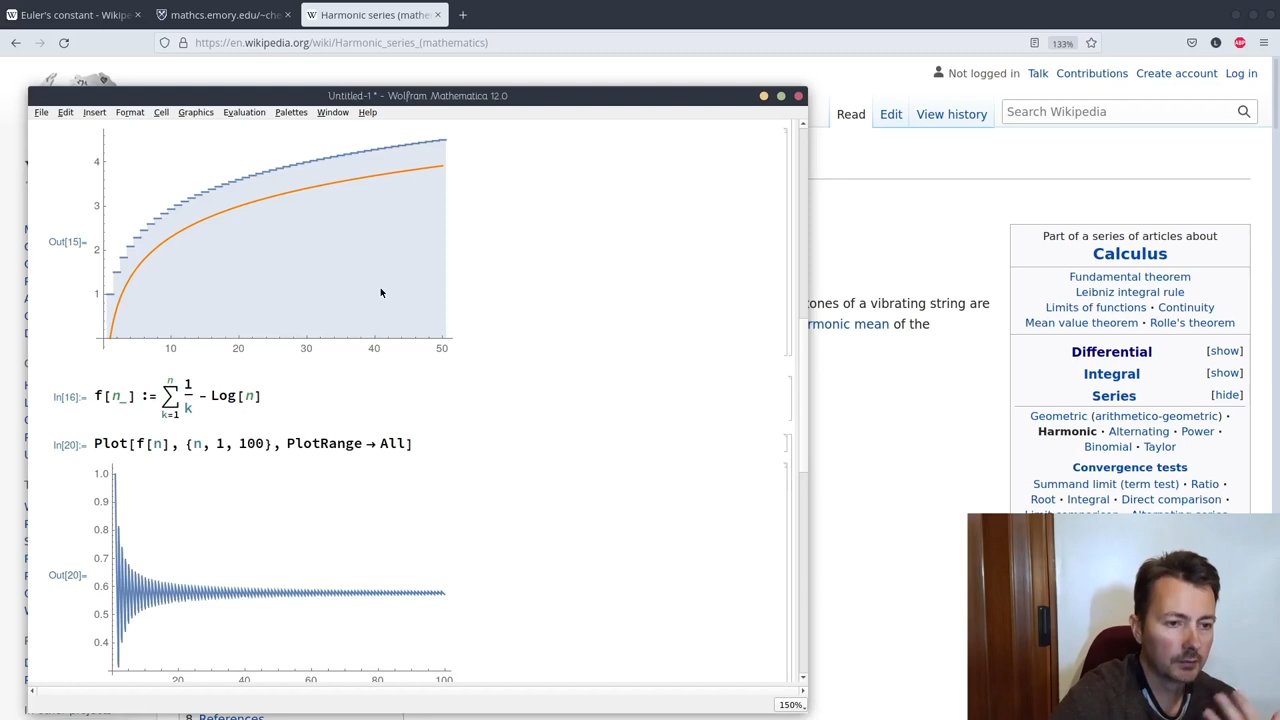 Euler's constant - Wikipe
mathcs.emory.edu/~che
Harmonic series (mathe
https://en.wikipedia.org/wiki/Harmonic_series_(mathematics)
133%
Not logged in Talk Contributions Create account Log in
Read Edit View history
Search Wikipedia
Untitled-1 * - Wolfram Mathematica 12.0
File Edit Insert Format Cell Graphics Evaluation Palettes Window Help
4
3
2
1
Out[15]=
10 20 30 40 50
In[16]:= f[n_] := ∑ k=1 n 1/k - Log[n]
In[20]:= Plot[f[n], {n, 1, 100}, PlotRange → All]
1.0
0.9
0.8
0.7
0.6
0.5
0.4
Out[20]=
20 40 60 80 100
150%
tones of a vibrating string are
rmonic mean of the
Part of a series of articles about
Calculus
Fundamental theorem
Leibniz integral rule
Limits of functions • Continuity
Mean value theorem • Rolle's theorem
Differential [show]
Integral [show]
Series [hide]
Geometric (arithmetico-geometric) •
Harmonic • Alternating • Power •
Binomial • Taylor
Convergence tests
Summand limit (term test) • Ratio •
Root • Integral • Direct comparison •
8 References